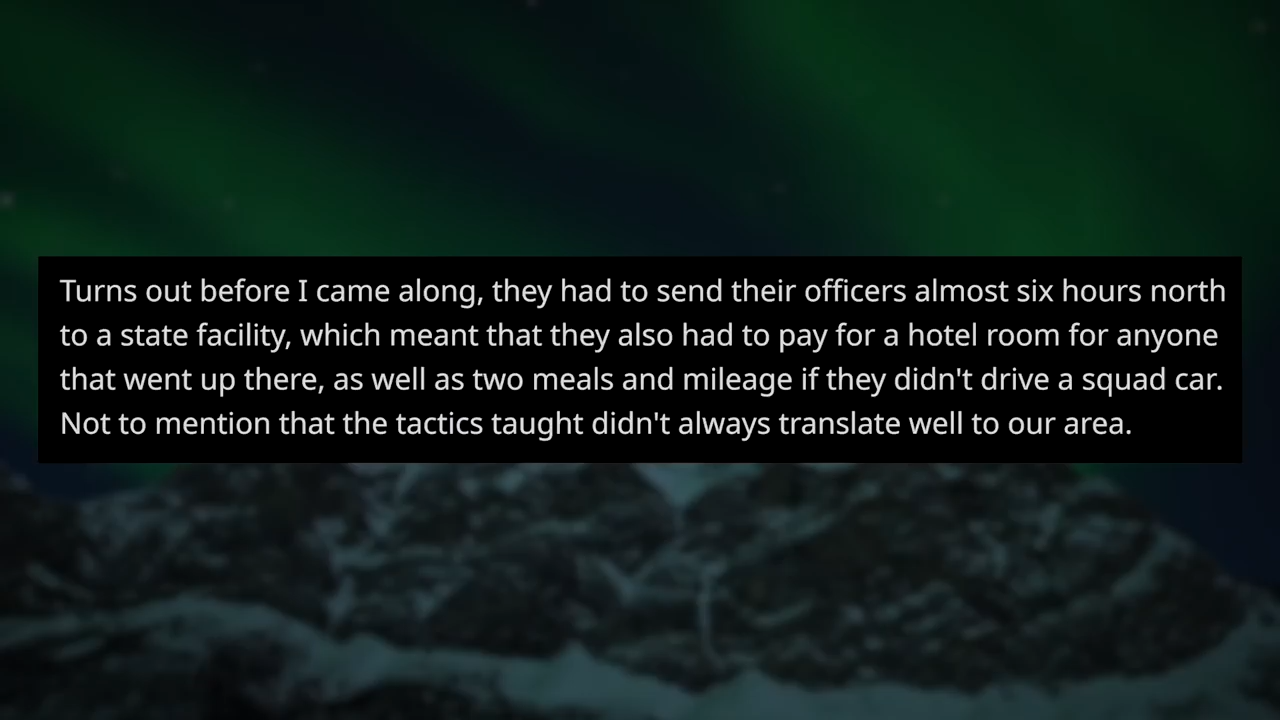 Turns out before I came along, they had to send their officers almost six hours north
to a state facility, which meant that they also had to pay for a hotel room for anyone
that went up there, as well as two meals and mileage if they didn't drive a squad car.
Not to mention that the tactics taught didn't always translate well to our area.